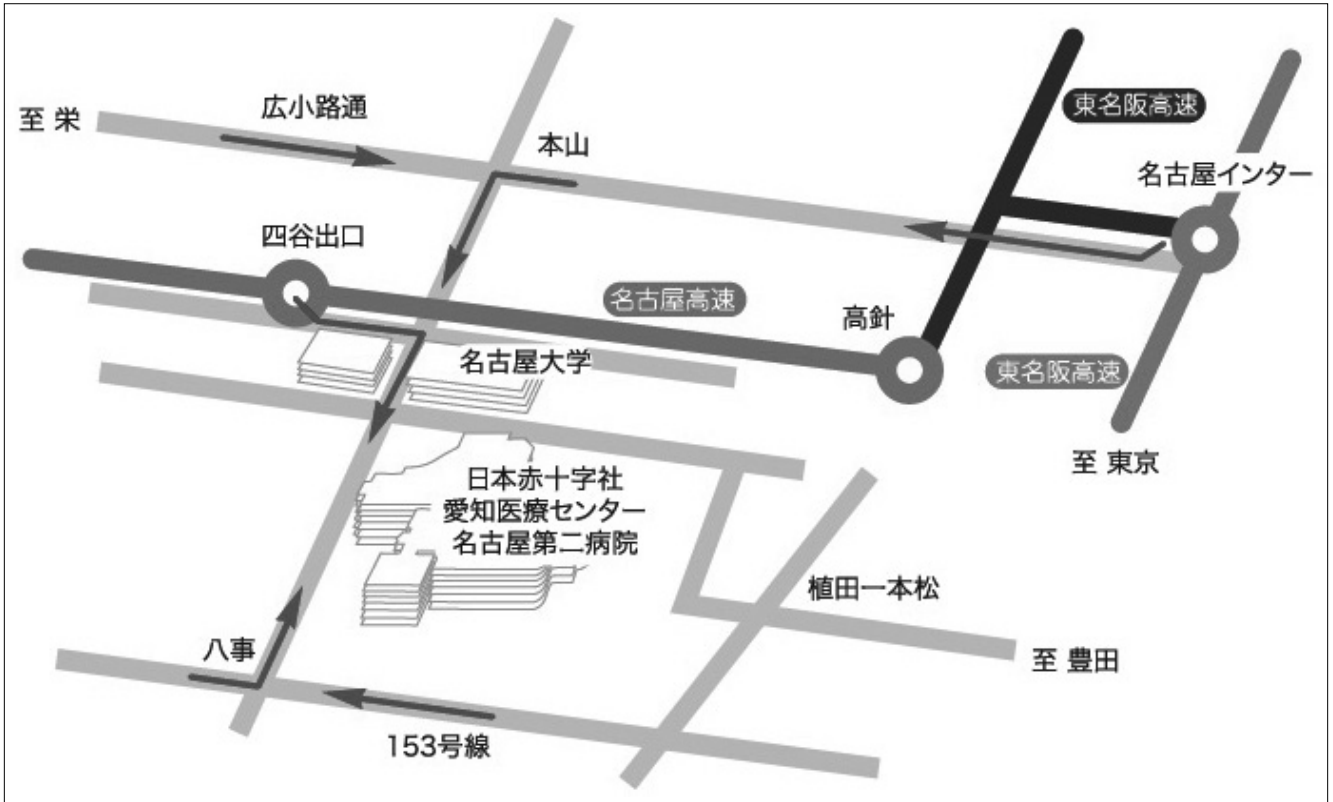 広小路通
至 栄
本山
東名阪高速
名古屋インター
四谷出口
名古屋高速
高針
名古屋大学
東名阪高速
至 東京
日本赤十字社
愛知医療センター
名古屋第二病院
植田一本松
八事
至 豊田
153号線